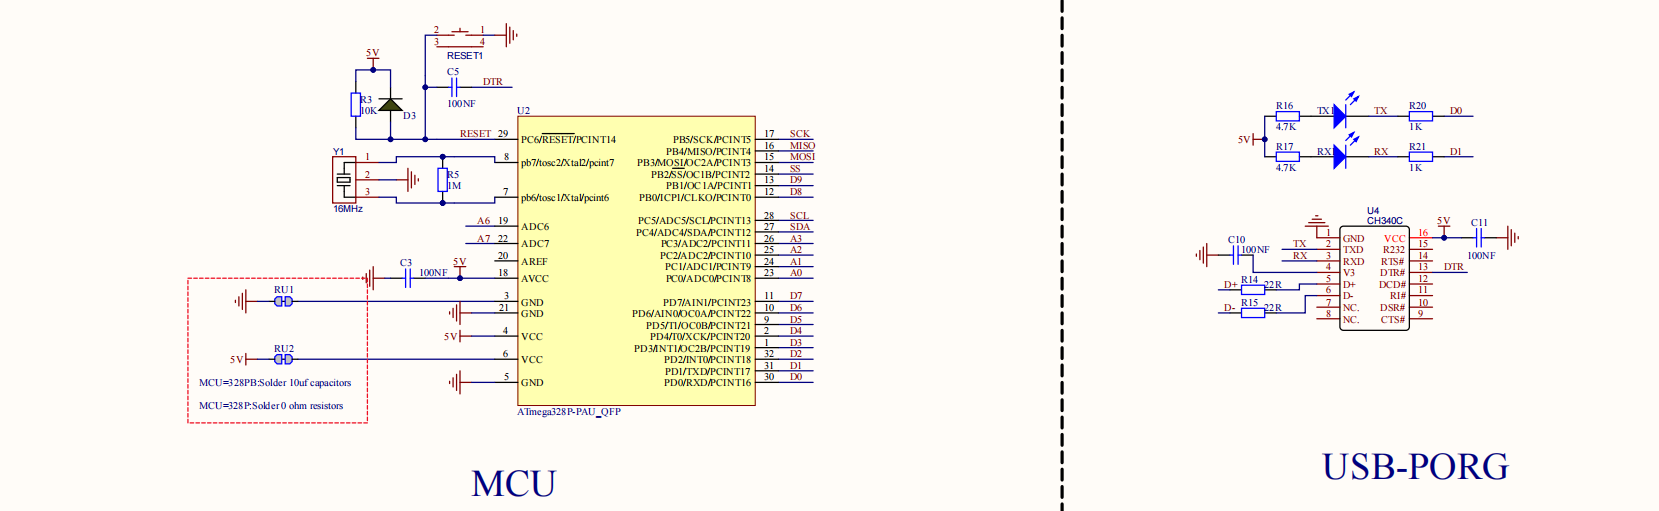 2 1
3 4
RESET1
5V
C5
DTR
100NF
R3
10K
D3
U2
RESET 29 PC6/RESET/PCINT14
Y1
1
2
3
16MHz
R5
1M
8 pb7/tosc2/Xtal2/pcint7
7 pb6/tosc1/Xtal/pcint6
A6 19 ADC6
A7 22 ADC7
20 AREF
C3 100NF 5V
18 AVCC
RU1
3 GND
21 GND
5V 4 VCC
RU2
5V 6 VCC
5 GND
MCU=328PB:Solder 10uf capacitors
MCU=328P:Solder 0 ohm resistors
PB5/SCK/PCINT5 17 SCK
PB4/MISO/PCINT4 16 MISO
PB3/MOSI/OC2A/PCINT3 15 MOSI
PB2/SS/OC1B/PCINT2 14 SS
PB1/OC1A/PCINT1 13 D9
PB0/ICP1/CLKO/PCINT0 12 D8
PC5/ADC5/SCL/PCINT13 28 SCL
PC4/ADC4/SDA/PCINT12 27 SDA
PC3/ADC3/PCINT11 26 A3
PC2/ADC2/PCINT10 25 A2
PC1/ADC1/PCINT9 24 A1
PC0/ADC0/PCINT8 23 A0
PD7/AIN1/PCINT23 11 D7
PD6/AIN0/OC0A/PCINT22 10 D6
PD5/T1/OC0B/PCINT21 9 D5
PD4/T0/XCK/PCINT20 2 D4
PD3/INT1/OC2B/PCINT19 1 D3
PD2/INT0/PCINT18 32 D2
PD1/TXD/PCINT17 31 D1
PD0/RXD/PCINT16 30 D0
ATmega328P-PAU_QFP
MCU
R16 TX1 TX R20 D0
4.7K 1K
5V
R17 RX RX R21 D1
4.7K 1K
U4
CH340C
C10
100NF
TX
RX
1 GND
2 TXD
3 RXD
4 V3
5 D+
6 D-
7 NC.
8 NC.
D+ R14 22R
D- R15 22R
VCC 16
R232 15
RTS# 14
DTR# 13 DTR
DCD# 12
RI# 11
DSR# 10
CTS# 9
5V
C11
100NF
USB-PORG